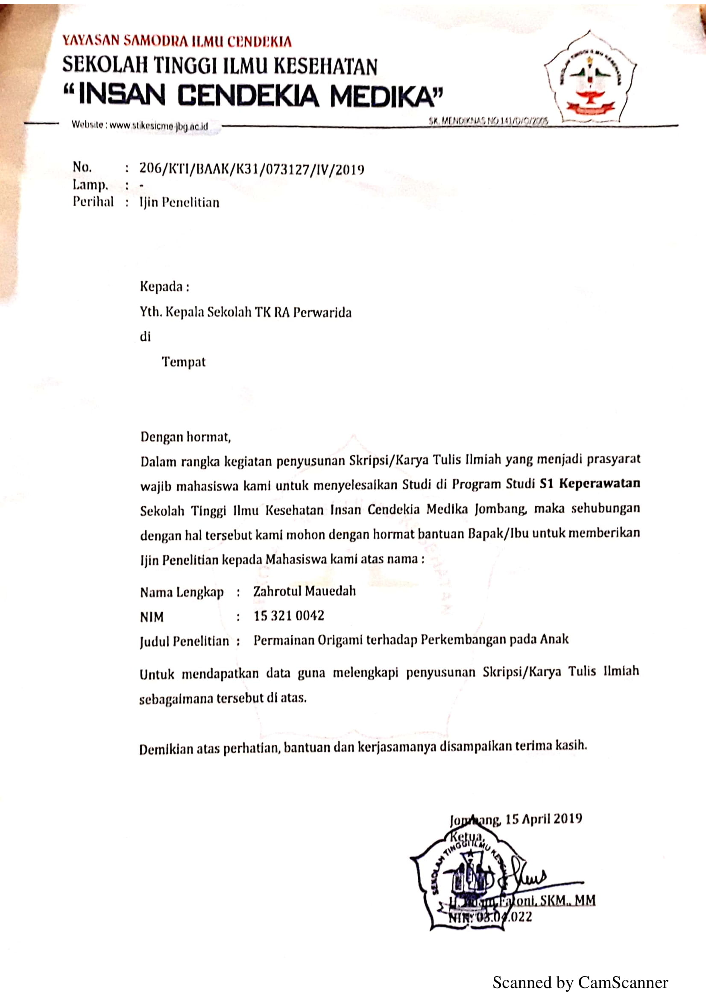 YAYASAN SAMODRA ILMU CENDEKIA
SEKOLAH TINGGI ILMU KESEHATAN
“INSAN CENDEKIA MEDIKA”
SEKOLAH TINGGI ILMU KESEHATAN
Website : www.stikesicme-jbg.ac.id
SK. MENDIKNAS NO 141/D/O/2005
No. : 206/KTI/BAAK/K31/073127/IV/2019
Lamp. : -
Perihal : Ijin Penelitian
Kepada :
Yth. Kepala Sekolah TK RA Perwarida
di
Tempat
Dengan hormat,
Dalam rangka kegiatan penyusunan Skripsi/Karya Tulis Ilmiah yang menjadi prasyarat
wajib mahasiswa kami untuk menyelesaikan Studi di Program Studi S1 Keperawatan
Sekolah Tinggi Ilmu Kesehatan Insan Cendekia Medika Jombang, maka sehubungan
dengan hal tersebut kami mohon dengan hormat bantuan Bapak/Ibu untuk memberikan
Ijin Penelitian kepada Mahasiswa kami atas nama :
Nama Lengkap : Zahrotul Mauedah
NIM : 15 321 0042
Judul Penelitian : Permainan Origami terhadap Perkembangan pada Anak
Untuk mendapatkan data guna melengkapi penyusunan Skripsi/Karya Tulis Ilmiah
sebagaimana tersebut di atas.
Demikian atas perhatian, bantuan dan kerjasamanya disampaikan terima kasih.
Jombang, 15 April 2019
Ketua,
SEKOLAH TINGGI ILMU
H. Fatoni, SKM., MM
NIK: 03.04.022
Scanned by CamScanner